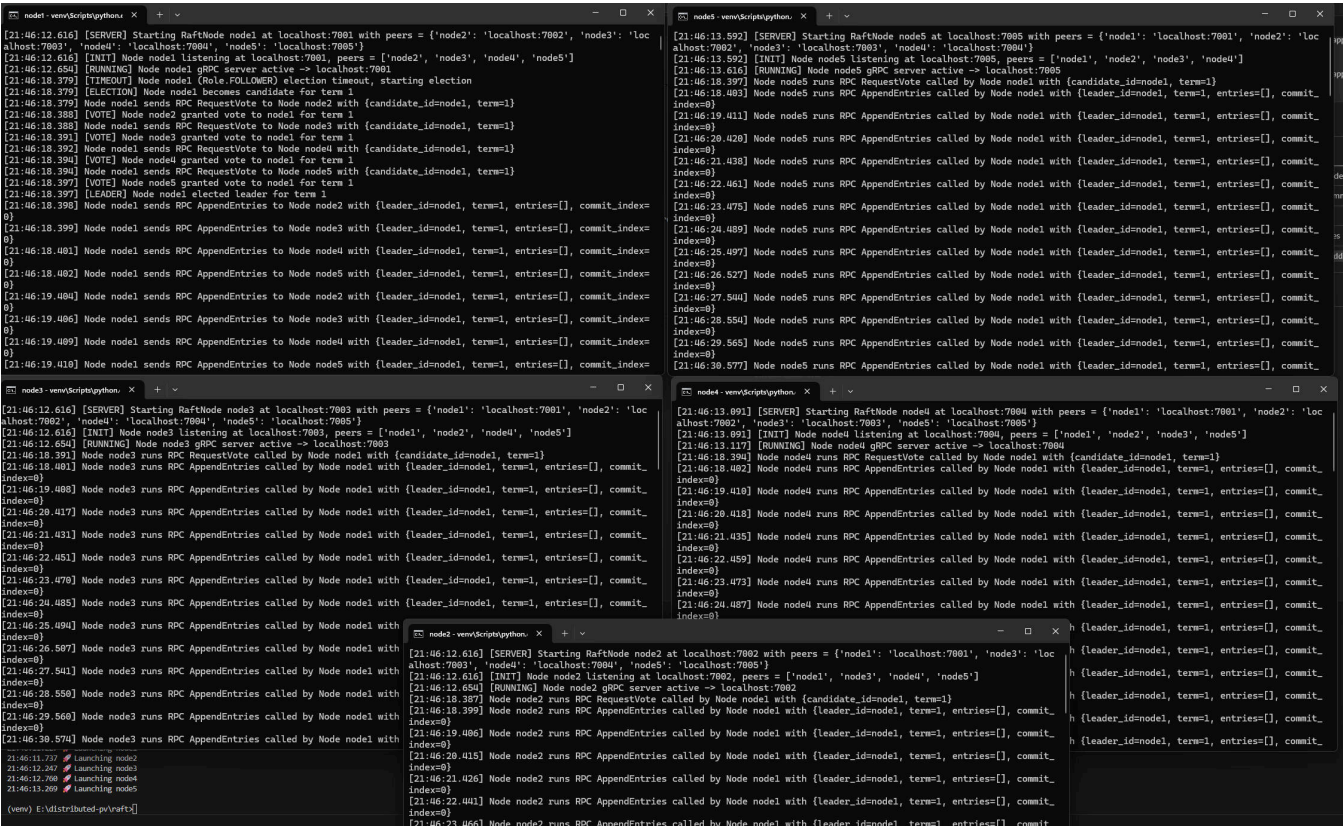 node1 - venv\Scripts\python.e
[21:46:12.616] [SERVER] Starting RaftNode node1 at localhost:7001 with peers = {'node2': 'localhost:7002', 'node3': 'loc
alhost:7003', 'node4': 'localhost:7004', 'node5': 'localhost:7005'}
[21:46:12.616] [INIT] Node node1 listening at localhost:7001, peers = ['node2', 'node3', 'node4', 'node5']
[21:46:12.654] [RUNNING] Node node1 gRPC server active -> localhost:7001
[21:46:18.379] [TIMEOUT] Node node1 (Role.FOLLOWER) election timeout, starting election
[21:46:18.379] [ELECTION] Node node1 becomes candidate for term 1
[21:46:18.379] Node node1 sends RPC RequestVote to Node node2 with {candidate_id=node1, term=1}
[21:46:18.388] [VOTE] Node node2 granted vote to node1 for term 1
[21:46:18.388] Node node1 sends RPC RequestVote to Node node3 with {candidate_id=node1, term=1}
[21:46:18.391] [VOTE] Node node3 granted vote to node1 for term 1
[21:46:18.392] Node node1 sends RPC RequestVote to Node node4 with {candidate_id=node1, term=1}
[21:46:18.394] [VOTE] Node node4 granted vote to node1 for term 1
[21:46:18.394] Node node1 sends RPC RequestVote to Node node5 with {candidate_id=node1, term=1}
[21:46:18.397] [VOTE] Node node5 granted vote to node1 for term 1
[21:46:18.397] [LEADER] Node node1 elected leader for term 1
[21:46:18.398] Node node1 sends RPC AppendEntries to Node node2 with {leader_id=node1, term=1, entries=[], commit_index=
0}
[21:46:18.399] Node node1 sends RPC AppendEntries to Node node3 with {leader_id=node1, term=1, entries=[], commit_index=
0}
[21:46:18.401] Node node1 sends RPC AppendEntries to Node node4 with {leader_id=node1, term=1, entries=[], commit_index=
0}
[21:46:18.402] Node node1 sends RPC AppendEntries to Node node5 with {leader_id=node1, term=1, entries=[], commit_index=
0}
[21:46:19.404] Node node1 sends RPC AppendEntries to Node node2 with {leader_id=node1, term=1, entries=[], commit_index=
0}
[21:46:19.406] Node node1 sends RPC AppendEntries to Node node3 with {leader_id=node1, term=1, entries=[], commit_index=
0}
[21:46:19.409] Node node1 sends RPC AppendEntries to Node node4 with {leader_id=node1, term=1, entries=[], commit_index=
0}
[21:46:19.410] Node node1 sends RPC AppendEntries to Node node5 with {leader_id=node1, term=1, entries=[], commit_index=
node5 - venv\Scripts\python.
[21:46:13.592] [SERVER] Starting RaftNode node5 at localhost:7005 with peers = {'node1': 'localhost:7001', 'node2': 'loc
alhost:7002', 'node3': 'localhost:7003', 'node4': 'localhost:7004'}
[21:46:13.592] [INIT] Node node5 listening at localhost:7005, peers = ['node1', 'node2', 'node3', 'node4']
[21:46:13.616] [RUNNING] Node node5 gRPC server active -> localhost:7005
[21:46:18.397] Node node5 runs RPC RequestVote called by Node node1 with {candidate_id=node1, term=1}
[21:46:18.403] Node node5 runs RPC AppendEntries called by Node node1 with {leader_id=node1, term=1, entries=[], commit_
index=0}
[21:46:19.411] Node node5 runs RPC AppendEntries called by Node node1 with {leader_id=node1, term=1, entries=[], commit_
index=0}
[21:46:20.420] Node node5 runs RPC AppendEntries called by Node node1 with {leader_id=node1, term=1, entries=[], commit_
index=0}
[21:46:21.438] Node node5 runs RPC AppendEntries called by Node node1 with {leader_id=node1, term=1, entries=[], commit_
index=0}
[21:46:22.461] Node node5 runs RPC AppendEntries called by Node node1 with {leader_id=node1, term=1, entries=[], commit_
index=0}
[21:46:23.475] Node node5 runs RPC AppendEntries called by Node node1 with {leader_id=node1, term=1, entries=[], commit_
index=0}
[21:46:24.489] Node node5 runs RPC AppendEntries called by Node node1 with {leader_id=node1, term=1, entries=[], commit_
index=0}
[21:46:25.497] Node node5 runs RPC AppendEntries called by Node node1 with {leader_id=node1, term=1, entries=[], commit_
index=0}
[21:46:26.527] Node node5 runs RPC AppendEntries called by Node node1 with {leader_id=node1, term=1, entries=[], commit_
index=0}
[21:46:27.544] Node node5 runs RPC AppendEntries called by Node node1 with {leader_id=node1, term=1, entries=[], commit_
index=0}
[21:46:28.554] Node node5 runs RPC AppendEntries called by Node node1 with {leader_id=node1, term=1, entries=[], commit_
index=0}
[21:46:29.565] Node node5 runs RPC AppendEntries called by Node node1 with {leader_id=node1, term=1, entries=[], commit_
index=0}
[21:46:30.577] Node node5 runs RPC AppendEntries called by Node node1 with {leader_id=node1, term=1, entries=[], commit_
node3 - venv\Scripts\python.
[21:46:12.616] [SERVER] Starting RaftNode node3 at localhost:7003 with peers = {'node1': 'localhost:7001', 'node2': 'loc
alhost:7002', 'node4': 'localhost:7004', 'node5': 'localhost:7005'}
[21:46:12.616] [INIT] Node node3 listening at localhost:7003, peers = ['node1', 'node2', 'node4', 'node5']
[21:46:12.654] [RUNNING] Node node3 gRPC server active -> localhost:7003
[21:46:18.391] Node node3 runs RPC RequestVote called by Node node1 with {candidate_id=node1, term=1}
[21:46:18.401] Node node3 runs RPC AppendEntries called by Node node1 with {leader_id=node1, term=1, entries=[], commit_
index=0}
[21:46:19.408] Node node3 runs RPC AppendEntries called by Node node1 with {leader_id=node1, term=1, entries=[], commit_
index=0}
[21:46:20.417] Node node3 runs RPC AppendEntries called by Node node1 with {leader_id=node1, term=1, entries=[], commit_
index=0}
[21:46:21.431] Node node3 runs RPC AppendEntries called by Node node1 with {leader_id=node1, term=1, entries=[], commit_
index=0}
[21:46:22.451] Node node3 runs RPC AppendEntries called by Node node1 with {leader_id=node1, term=1, entries=[], commit_
index=0}
[21:46:23.470] Node node3 runs RPC AppendEntries called by Node node1 with {leader_id=node1, term=1, entries=[], commit_
index=0}
[21:46:24.485] Node node3 runs RPC AppendEntries called by Node node1 with {leader_id=node1, term=1, entries=[], commit_
index=0}
[21:46:25.494] Node node3 runs RPC AppendEntries called by Node node1 with
index=0}
[21:46:26.507] Node node3 runs RPC AppendEntries called by Node node1 with
index=0}
[21:46:27.541] Node node3 runs RPC AppendEntries called by Node node1 with
index=0}
[21:46:28.550] Node node3 runs RPC AppendEntries called by Node node1 with
index=0}
[21:46:29.560] Node node3 runs RPC AppendEntries called by Node node1 with
index=0}
[21:46:30.574] Node node3 runs RPC AppendEntries called by Node node1 with
node4 - venv\Scripts\python.
[21:46:13.091] [SERVER] Starting RaftNode node4 at localhost:7004 with peers = {'node1': 'localhost:7001', 'node2': 'loc
alhost:7002', 'node3': 'localhost:7003', 'node5': 'localhost:7005'}
[21:46:13.091] [INIT] Node node4 listening at localhost:7004, peers = ['node1', 'node2', 'node3', 'node5']
[21:46:13.117] [RUNNING] Node node4 gRPC server active -> localhost:7004
[21:46:18.394] Node node4 runs RPC RequestVote called by Node node1 with {candidate_id=node1, term=1}
[21:46:18.402] Node node4 runs RPC AppendEntries called by Node node1 with {leader_id=node1, term=1, entries=[], commit_
index=0}
[21:46:19.410] Node node4 runs RPC AppendEntries called by Node node1 with {leader_id=node1, term=1, entries=[], commit_
index=0}
[21:46:20.418] Node node4 runs RPC AppendEntries called by Node node1 with {leader_id=node1, term=1, entries=[], commit_
index=0}
[21:46:21.435] Node node4 runs RPC AppendEntries called by Node node1 with {leader_id=node1, term=1, entries=[], commit_
index=0}
[21:46:22.459] Node node4 runs RPC AppendEntries called by Node node1 with {leader_id=node1, term=1, entries=[], commit_
index=0}
[21:46:23.473] Node node4 runs RPC AppendEntries called by Node node1 with {leader_id=node1, term=1, entries=[], commit_
index=0}
[21:46:24.487] Node node4 runs RPC AppendEntries called by Node node1 with {leader_id=node1, term=1, entries=[], commit_
index=0}
h {leader_id=node1, term=1, entries=[], commit_
h {leader_id=node1, term=1, entries=[], commit_
h {leader_id=node1, term=1, entries=[], commit_
h {leader_id=node1, term=1, entries=[], commit_
h {leader_id=node1, term=1, entries=[], commit_
h {leader_id=node1, term=1, entries=[], commit_
node2 - venv\Scripts\python.
[21:46:12.616] [SERVER] Starting RaftNode node2 at localhost:7002 with peers = {'node1': 'localhost:7001', 'node3': 'loc
alhost:7003', 'node4': 'localhost:7004', 'node5': 'localhost:7005'}
[21:46:12.616] [INIT] Node node2 listening at localhost:7002, peers = ['node1', 'node3', 'node4', 'node5']
[21:46:12.654] [RUNNING] Node node2 gRPC server active -> localhost:7002
[21:46:18.387] Node node2 runs RPC RequestVote called by Node node1 with {candidate_id=node1, term=1}
[21:46:18.399] Node node2 runs RPC AppendEntries called by Node node1 with {leader_id=node1, term=1, entries=[], commit_
index=0}
[21:46:19.406] Node node2 runs RPC AppendEntries called by Node node1 with {leader_id=node1, term=1, entries=[], commit_
index=0}
[21:46:20.415] Node node2 runs RPC AppendEntries called by Node node1 with {leader_id=node1, term=1, entries=[], commit_
index=0}
[21:46:21.426] Node node2 runs RPC AppendEntries called by Node node1 with {leader_id=node1, term=1, entries=[], commit_
index=0}
[21:46:22.441] Node node2 runs RPC AppendEntries called by Node node1 with {leader_id=node1, term=1, entries=[], commit_
index=0}
[21:46:23.466] Node node2 runs RPC AppendEntries called by Node node1 with {leader_id=node1, term=1, entries=[], commit_
21:46:11.737 🚀 Launching node2
21:46:12.247 🚀 Launching node3
21:46:12.760 🚀 Launching node4
21:46:13.269 🚀 Launching node5
(venv) E:\distributed-pv\raft>